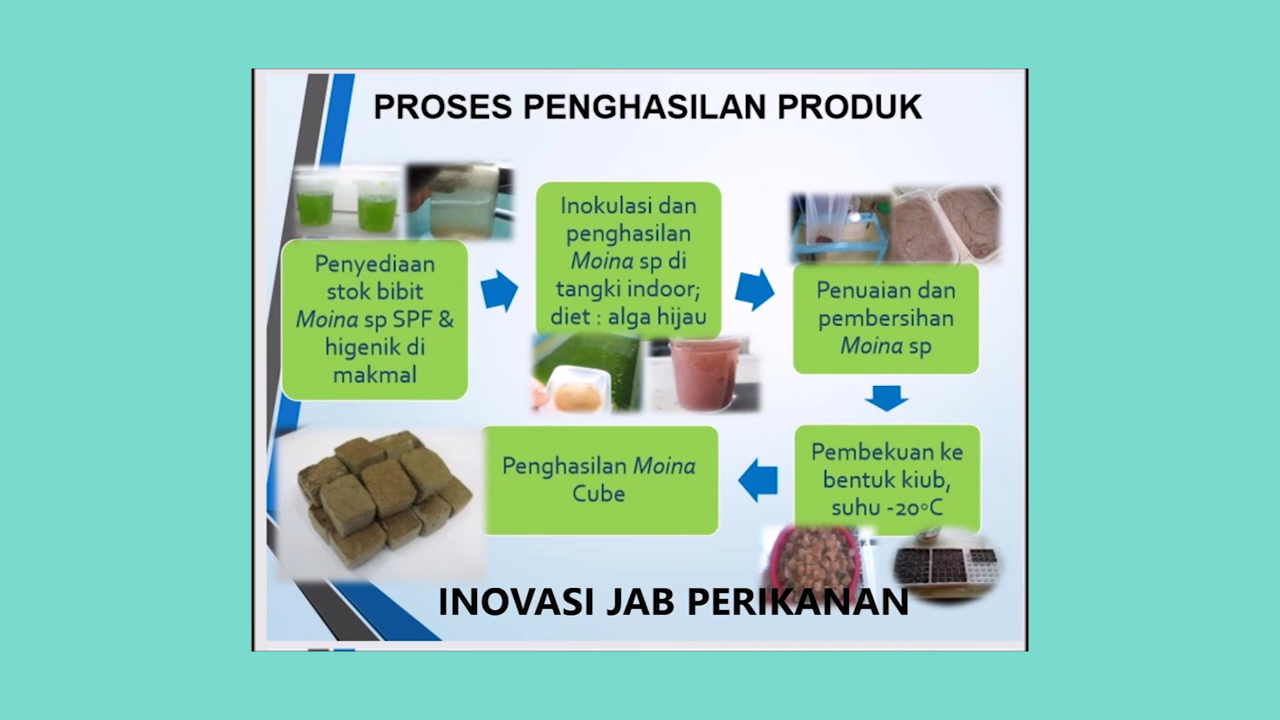 PROSES PENGHASILAN PRODUK
Penyediaan
stok bibit
Moina sp SPF &
higenik di
makmal
Inokulasi dan
penghasilan
Moina sp di
tangki indoor;
diet : alga hijau
Penuaian dan
pembersihan
Moina sp
Pembekuan ke
bentuk kiub,
suhu -20°C
Penghasilan Moina
Cube
INOVASI JAB PERIKANAN